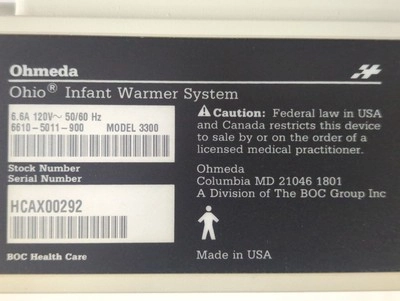 Ohmeda
Ohio® Infant Warmer System
6.6A 120V~ 50/60 Hz
6610-5011-900 MODEL 3300
Stock Number
Serial Number
HCAX00292
BOC Health Care
Caution: Federal law in USA
and Canada restricts this device
to sale by or on the order of a
licensed medical practitioner.
Ohmeda
Columbia MD 21046 1801
A Division of The BOC Group Inc
Made in USA